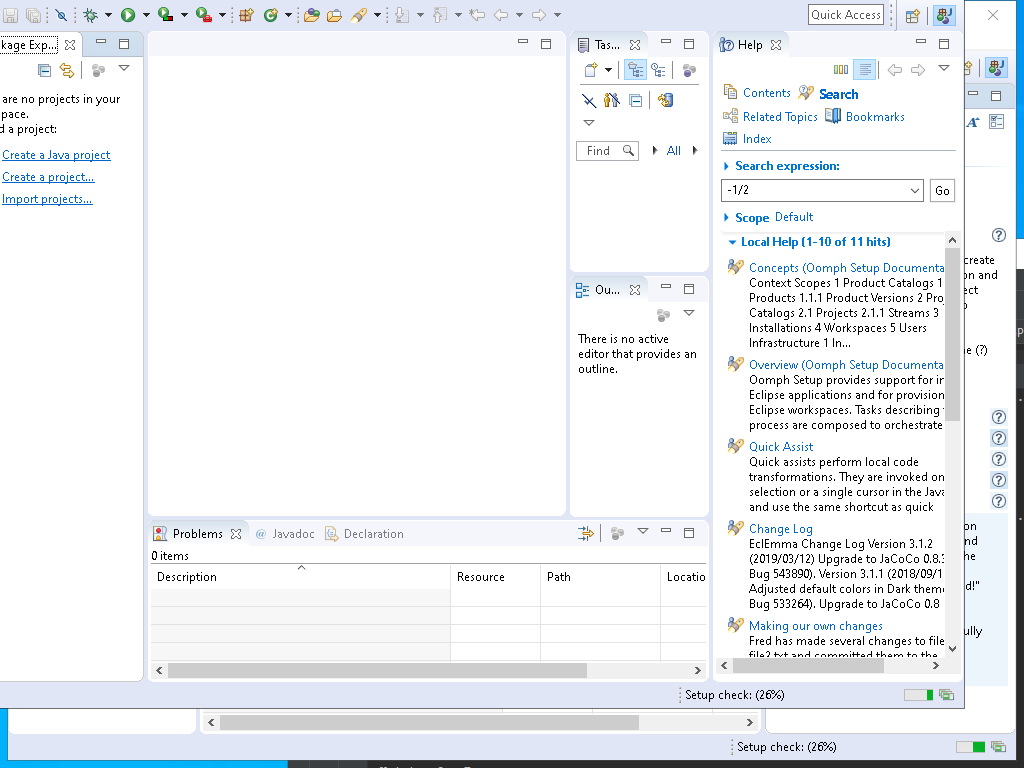 Quick Access
kage Exp...
Tas...
Help
are no projects in your
pace.
d a project:
Create a Java project
Create a project...
Import projects...
Find
All
Contents
Search
Related Topics
Bookmarks
Index
Search expression:
-1/2
Go
Scope Default
Local Help (1-10 of 11 hits)
Concepts (Oomph Setup Documenta
Context Scopes 1 Product Catalogs 1
Products 1.1.1 Product Versions 2 Proj
Catalogs 2.1 Projects 2.1.1 Streams 3
Installations 4 Workspaces 5 Users
Infrastructure 1 In...
Overview (Oomph Setup Documenta
Oomph Setup provides support for in
Eclipse applications and for provision
Eclipse workspaces. Tasks describing
process are composed to orchestrate
Quick Assist
Quick assists perform local code
transformations. They are invoked on
selection or a single cursor in the Java
and use the same shortcut as quick
Change Log
EclEmma Change Log Version 3.1.2
(2019/03/12) Upgrade to JaCoCo 0.8.3
Bug 543890). Version 3.1.1 (2018/09/1
Adjusted default colors in Dark theme
Bug 533264). Upgrade to JaCoCo 0.8
Making our own changes
Fred has made several changes to file
file2.txt and committed them to the
Ou...
There is no active
editor that provides an
outline.
Problems
@ Javadoc
Declaration
0 items
Description
Resource
Path
Locatio
Setup check: (26%)
create
on and
ect
e (?)
on
nd
he
d!"
ully
Setup check: (26%)